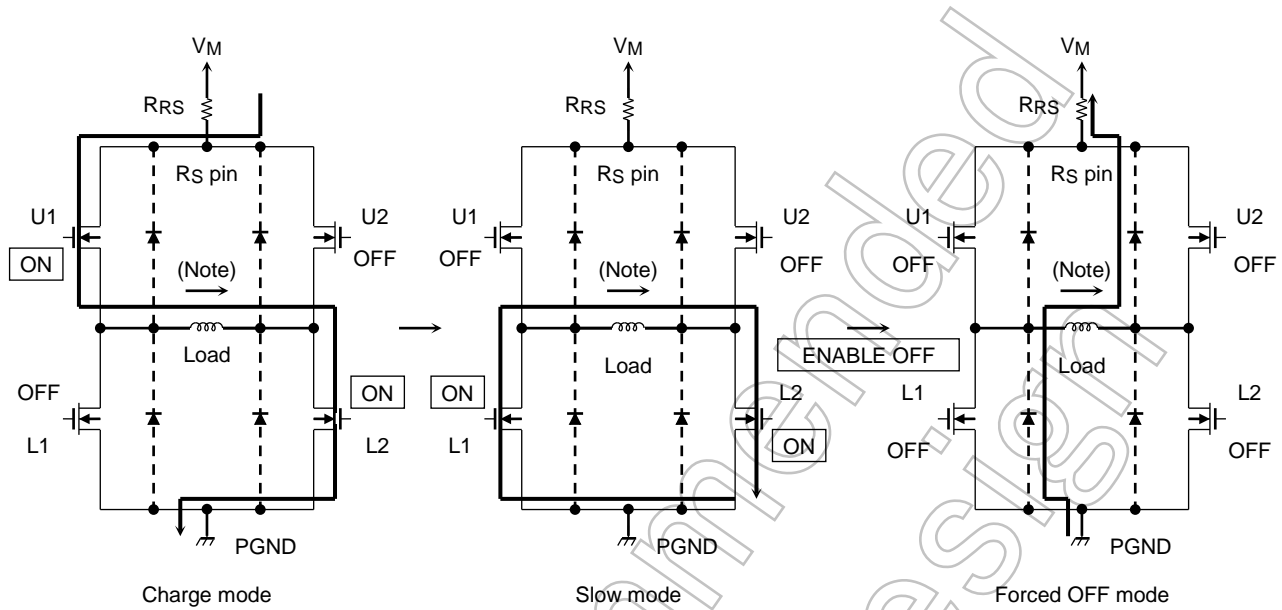 VM
RRS
RS pin
U1
ON
U2
OFF
(Note)
Load
OFF
L1
ON
L2
PGND
Charge mode
VM
RRS
RS pin
U1
OFF
U2
OFF
(Note)
Load
ON
L1
L2
ON
PGND
Slow mode
ENABLE OFF
VM
RRS
RS pin
U1
OFF
U2
OFF
(Note)
Load
L1
OFF
L2
OFF
PGND
Forced OFF mode
mmended
esign